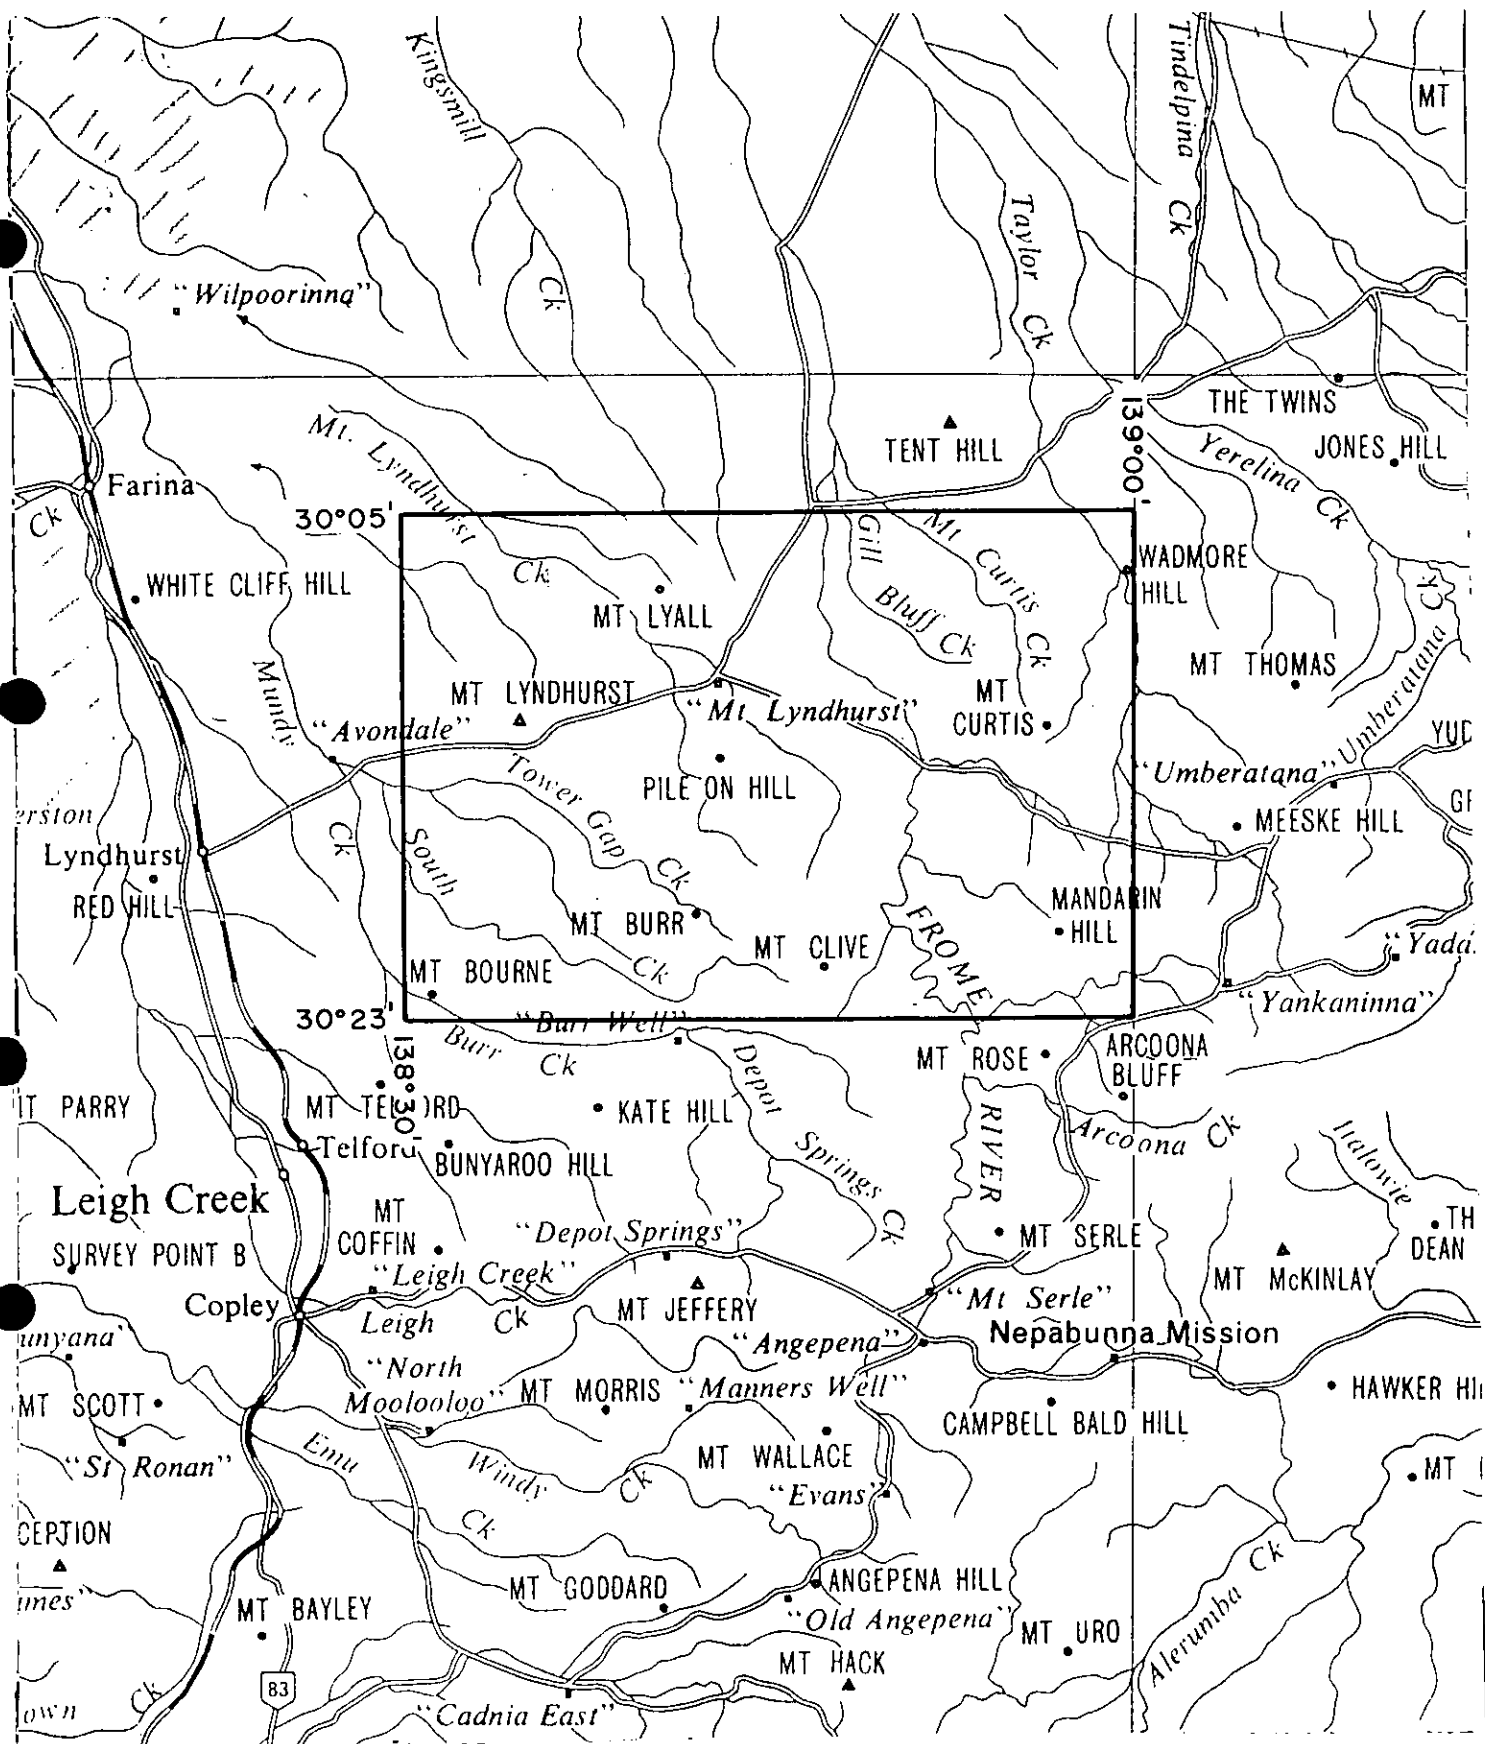 Kingsmill
Ck
Tindelpina
Ck
MT
Taylor
Ck
"Wilpoorinna"
139°00'
THE TWINS
JONES HILL
TENT HILL
Yerelina
Ck
Mt. Lyndhurst
Ck
Farina
Ck
30°05'
Gill
Bluff Ck
Mt Curtis Ck
WADMORE
HILL
WHITE CLIFF HILL
MT LYALL
Ck
Umberatana
MT THOMAS
Mundy
Ck
MT LYNDHURST
"Mt Lyndhurst"
MT
CURTIS
"Avondale"
YUD
"Umberatana"
Tower Gap
Ck
PILE ON HILL
erston
MEESKE HILL
Lyndhurst
South
Ck
RED HILL
MT BURR
MT CLIVE
MANDARIN
HILL
FROME
RIVER
"Yada
MT BOURNE
"Yankaninna"
30°23'
138°30'
"Burr Well"
Burr
Ck
MT ROSE
ARCOONA
BLUFF
Depot
Springs
Ck
IT PARRY
MT TEL RD
KATE HILL
Arcoona Ck
Telford
BUNYAROO HILL
Italowie
Leigh Creek
MT
COFFIN
"Depot Springs"
MT SERLE
TH
DEAN
SURVEY POINT B
"Leigh Creek"
MT McKINLAY
Copley
Leigh
Ck
MT JEFFERY
"Mt Serle"
unyana"
"Angepena"
Nepabunna Mission
"North
Moolooloo"
MT MORRIS
"Manners Well"
MT SCOTT
HAWKER HI
CAMPBELL BALD HILL
"St Ronan"
Emu
Ck
Windy
Ck
MT WALLACE
MT
"Evans"
CEPTION
Ck
MT GODDARD
ANGEPENA HILL
ames"
MT BAYLEY
"Old Angepena"
MT URO
Alerumba
MT HACK
83
Ck
own
"Cadnia East"